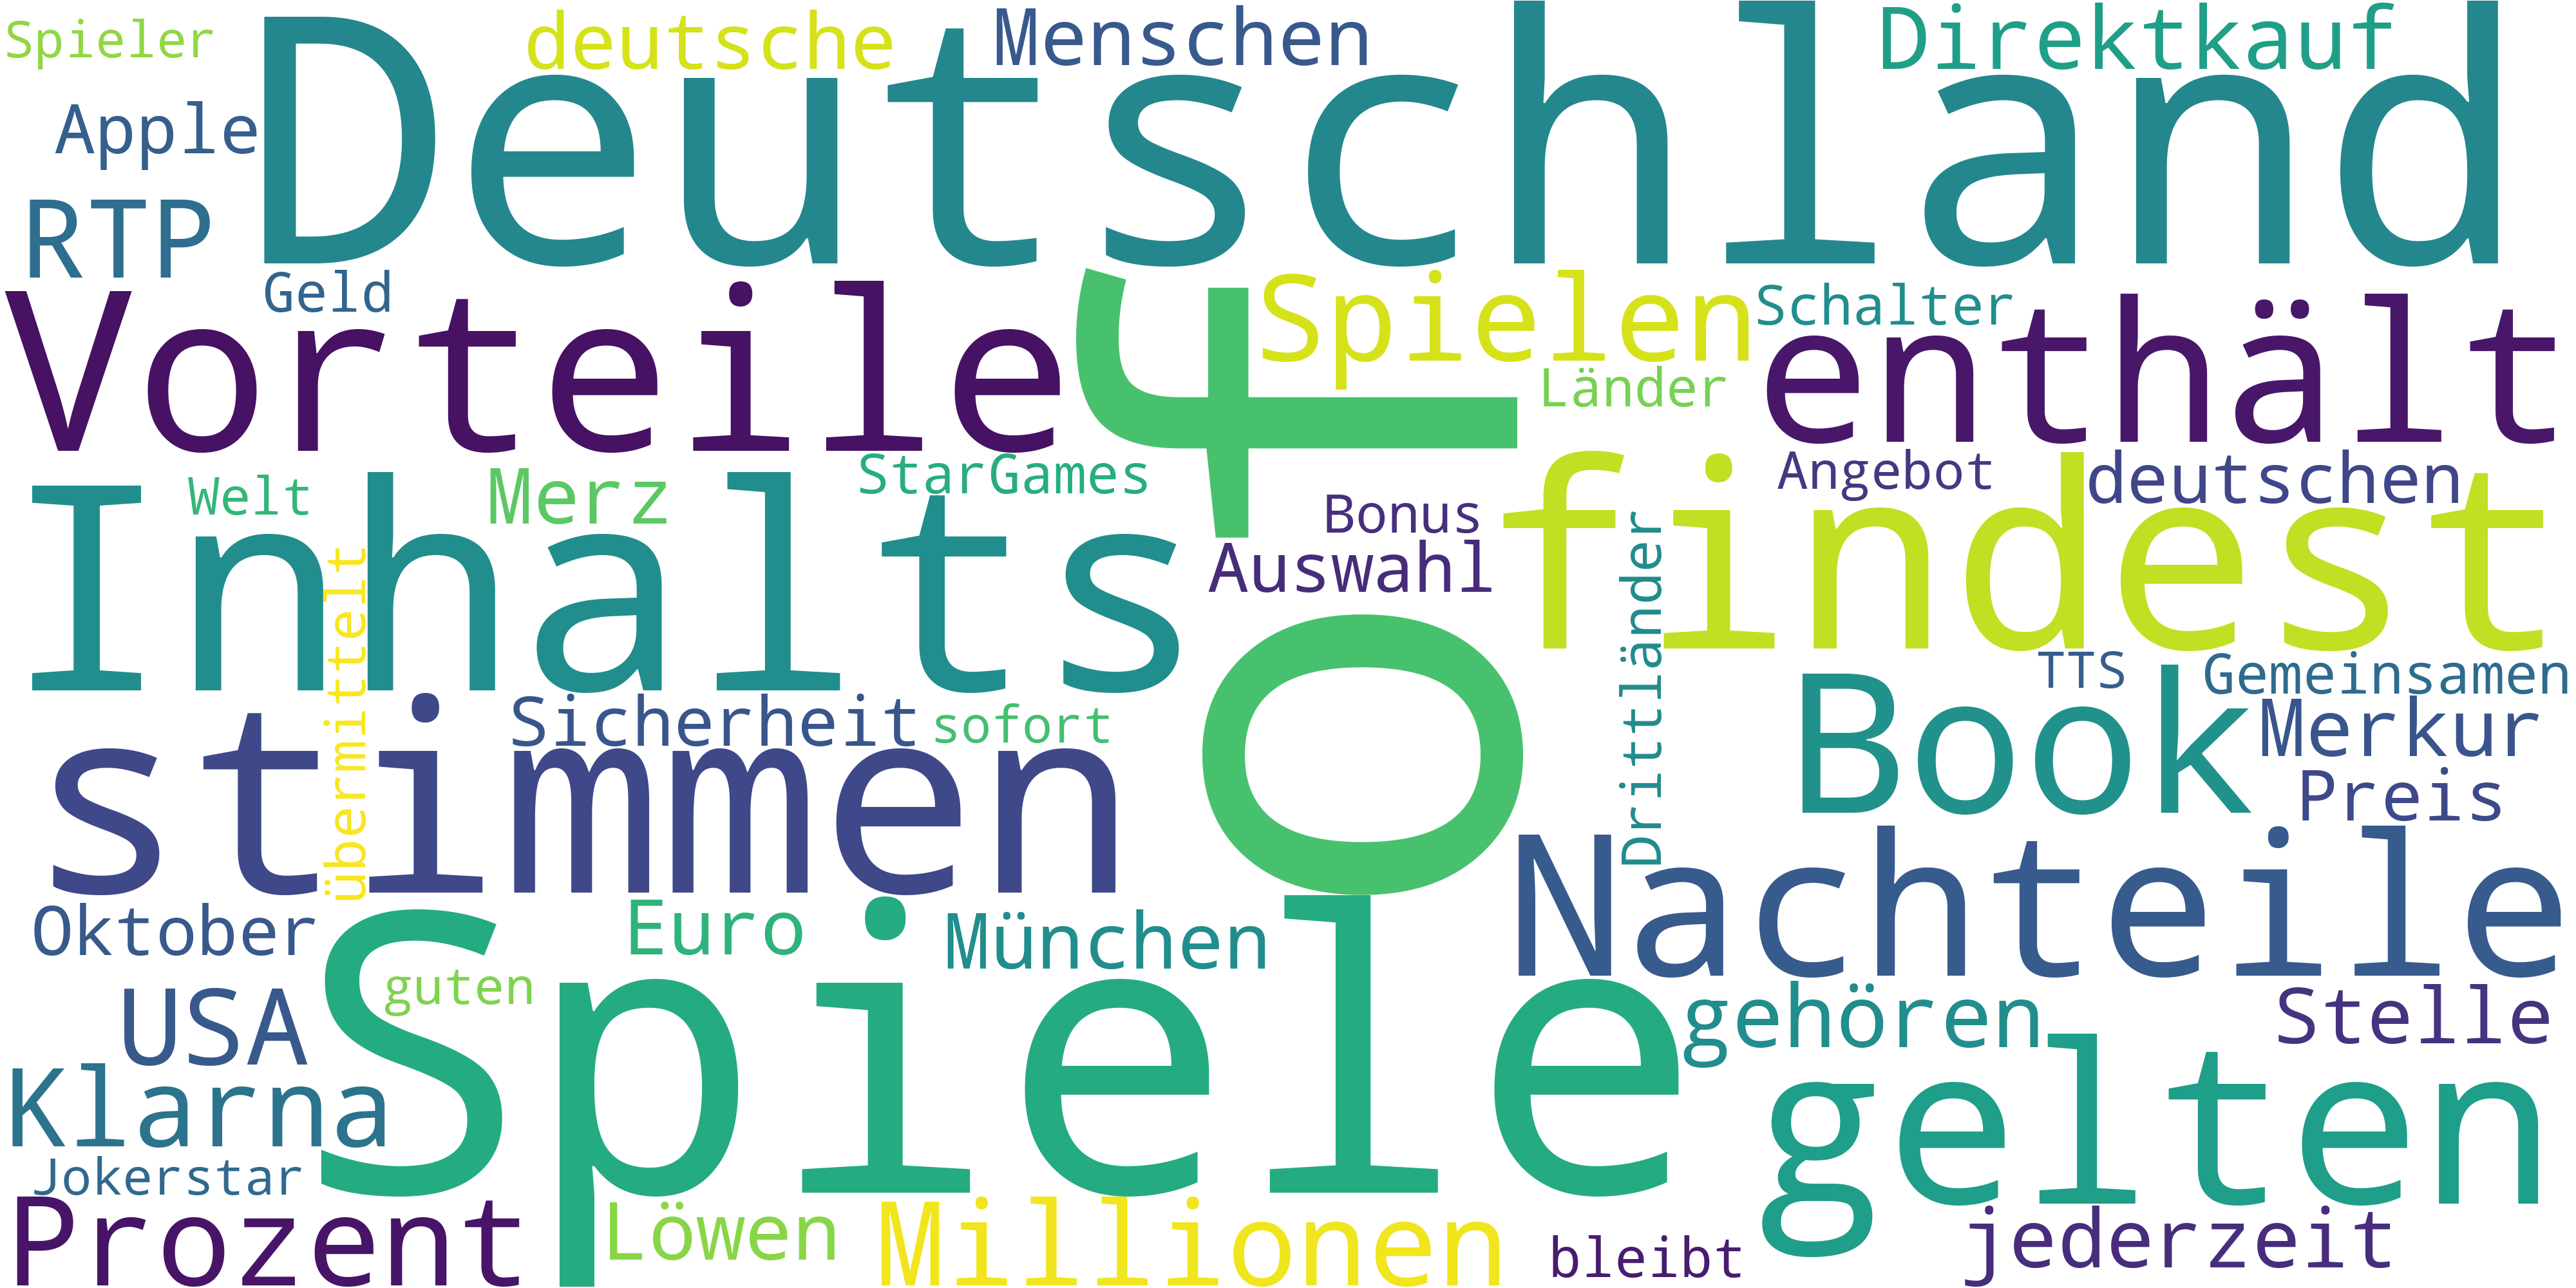 Spieler deutsche Menschen Direktkauf
Deutschland
Apple
RTP
Geld Spielen Schalter
Vorteile enthält
Länder
of
Welt Merz StarGames Angebot deutschen
Inhalts Bonus findest
Auswahl
übermittelt Drittländer
TTS Gemeinsamen
Sicherheit sofort Book Merkur
stimmen Preis
Nachteile
Oktober Euro München
guten
USA Spiele gehören Stelle
Klarna gelten
Jokerstar
Prozent Löwen Millionen bleibt jederzeit